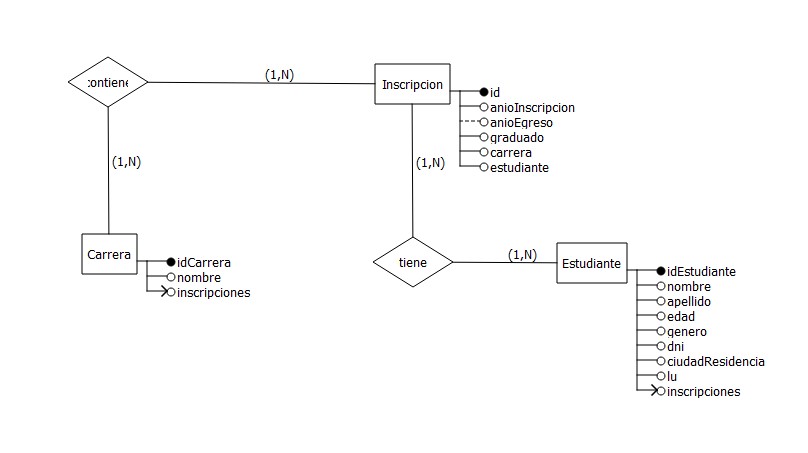 contiene
(1,N)
Inscripcion
id
anioInscripcion
anioEgreso
graduado
carrera
estudiante
(1,N)
(1,N)
Carrera
idCarrera
nombre
inscripciones
tiene
(1,N)
Estudiante
idEstudiante
nombre
apellido
edad
genero
dni
ciudadResidencia
lu
inscripciones